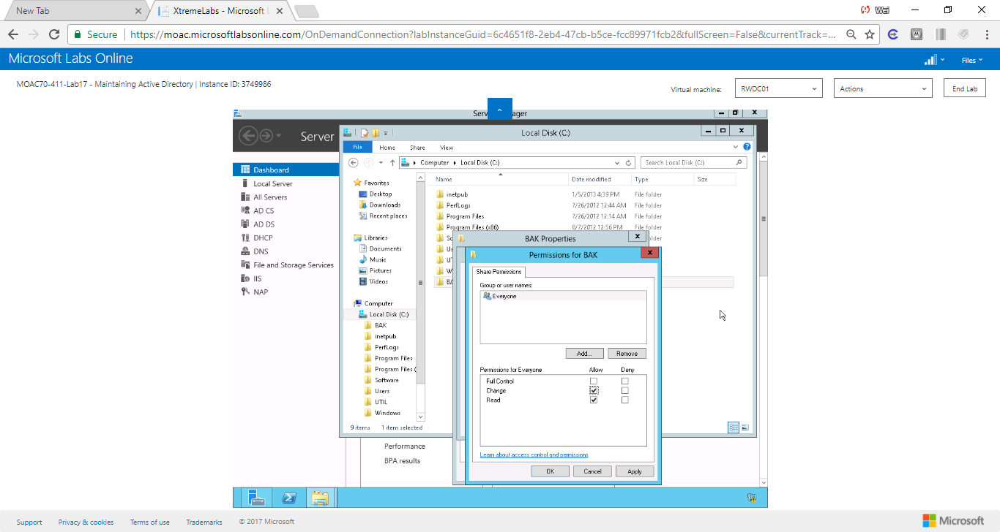 New Tab
XtremeLabs - Microsoft L
Wei
Secure
https://moac.microsoftlabsonline.com/OnDemandConnection?labInstanceGuid=6c4651f8-2eb4-47cb-b5ce-fcc89971fcb2&fullScreen=False&currentTrack=...
Microsoft Labs Online
Files
MOAC70-411-Lab17 - Maintaining Active Directory | Instance ID: 3749986
Virtual machine:
RWDC01
Actions
End Lab
Serv ager
Server
Dashboard
Local Server
All Servers
AD CS
AD DS
DHCP
DNS
File and Storage Services
IIS
NAP
Local Disk (C:)
File Home Share View
Computer Local Disk (C:)
Search Local Disk (C:)
Favorites
Desktop
Downloads
Recent places
Libraries
Documents
Music
Pictures
Videos
Computer
Local Disk (C:)
BAK
inetpub
PerfLogs
Program Files
Program Files (
Software
Users
UTIL
Windows
Name Date modified Type Size
inetpub 1/5/2013 4:39 PM File folder
PerfLogs 7/26/2012 12:44 AM File folder
Program Files 7/26/2012 12:14 AM File folder
Program Files (x86) 8/7/2012 12:56 PM File folder
So older
Us
UT
W
BA
9 items 1 item selected
BAK Properties
Permissions for BAK
Share Permissions
Group or user names:
Everyone
Add...
Remove
Permissions for Everyone Allow Deny
Full Control
Change
Read
Learn about access control and permissions
OK
Cancel
Apply
Performance
BPA results
Support
Privacy & cookies
Terms of use
Trademarks
© 2017 Microsoft
Microsoft